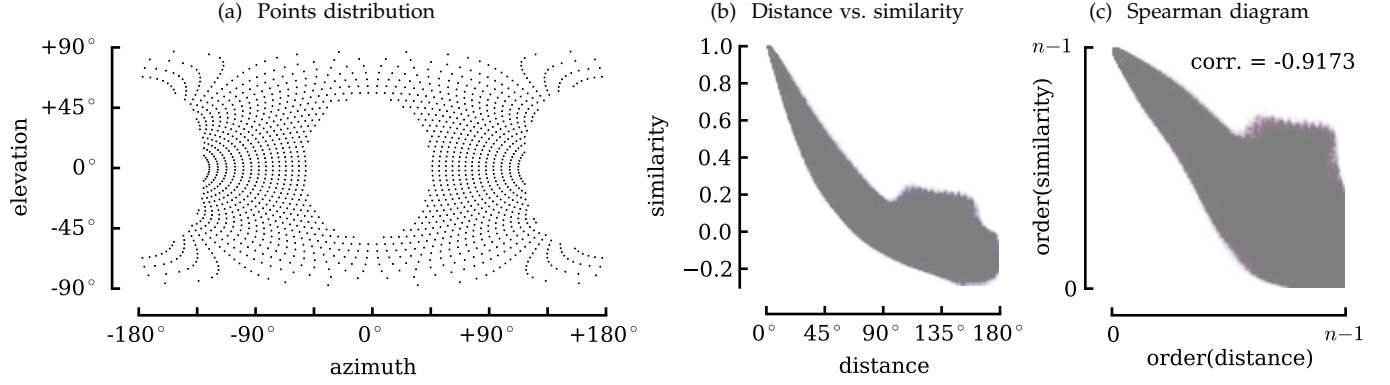 (a) Points distribution
+90°
+45°
0°
-45°
-90°
elevation
-180°
-90°
0°
+90°
+180°
azimuth
(b) Distance vs. similarity
1.0
0.8
0.6
0.4
0.2
0.0
−0.2
similarity
0°
45°
90°
135°
180°
distance
(c) Spearman diagram
n−1
corr. = -0.9173
order(similarity)
0
0
n−1
order(distance)